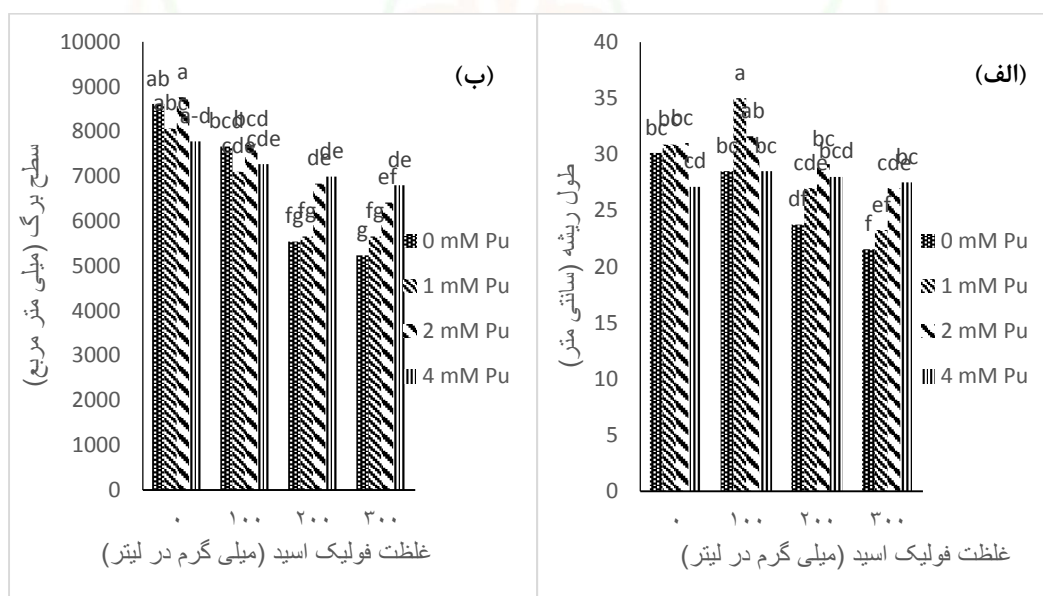 (ب)
سطح برگ (میلی متر مربع)
10000
9000
8000
7000
6000
5000
4000
3000
2000
1000
0
ab abc a a-d
bcd cde bcd cde
fg fg de de
g fg ef de
0 mM Pu
1 mM Pu
2 mM Pu
4 mM Pu
۰ ۱۰۰ ۲۰۰ ۳۰۰
غلظت فولیک اسید (میلی گرم در لیتر)
(الف)
طول ریشه (سانتی متر)
40
35
30
25
20
15
10
5
0
bc bc bc cd
bc a ab bc
df cde bc bcd
f ef cde bc
0 mM Pu
1 mM Pu
2 mM Pu
4 mM Pu
۰ ۱۰۰ ۲۰۰ ۳۰۰
غلظت فولیک اسید (میلی گرم در لیتر)